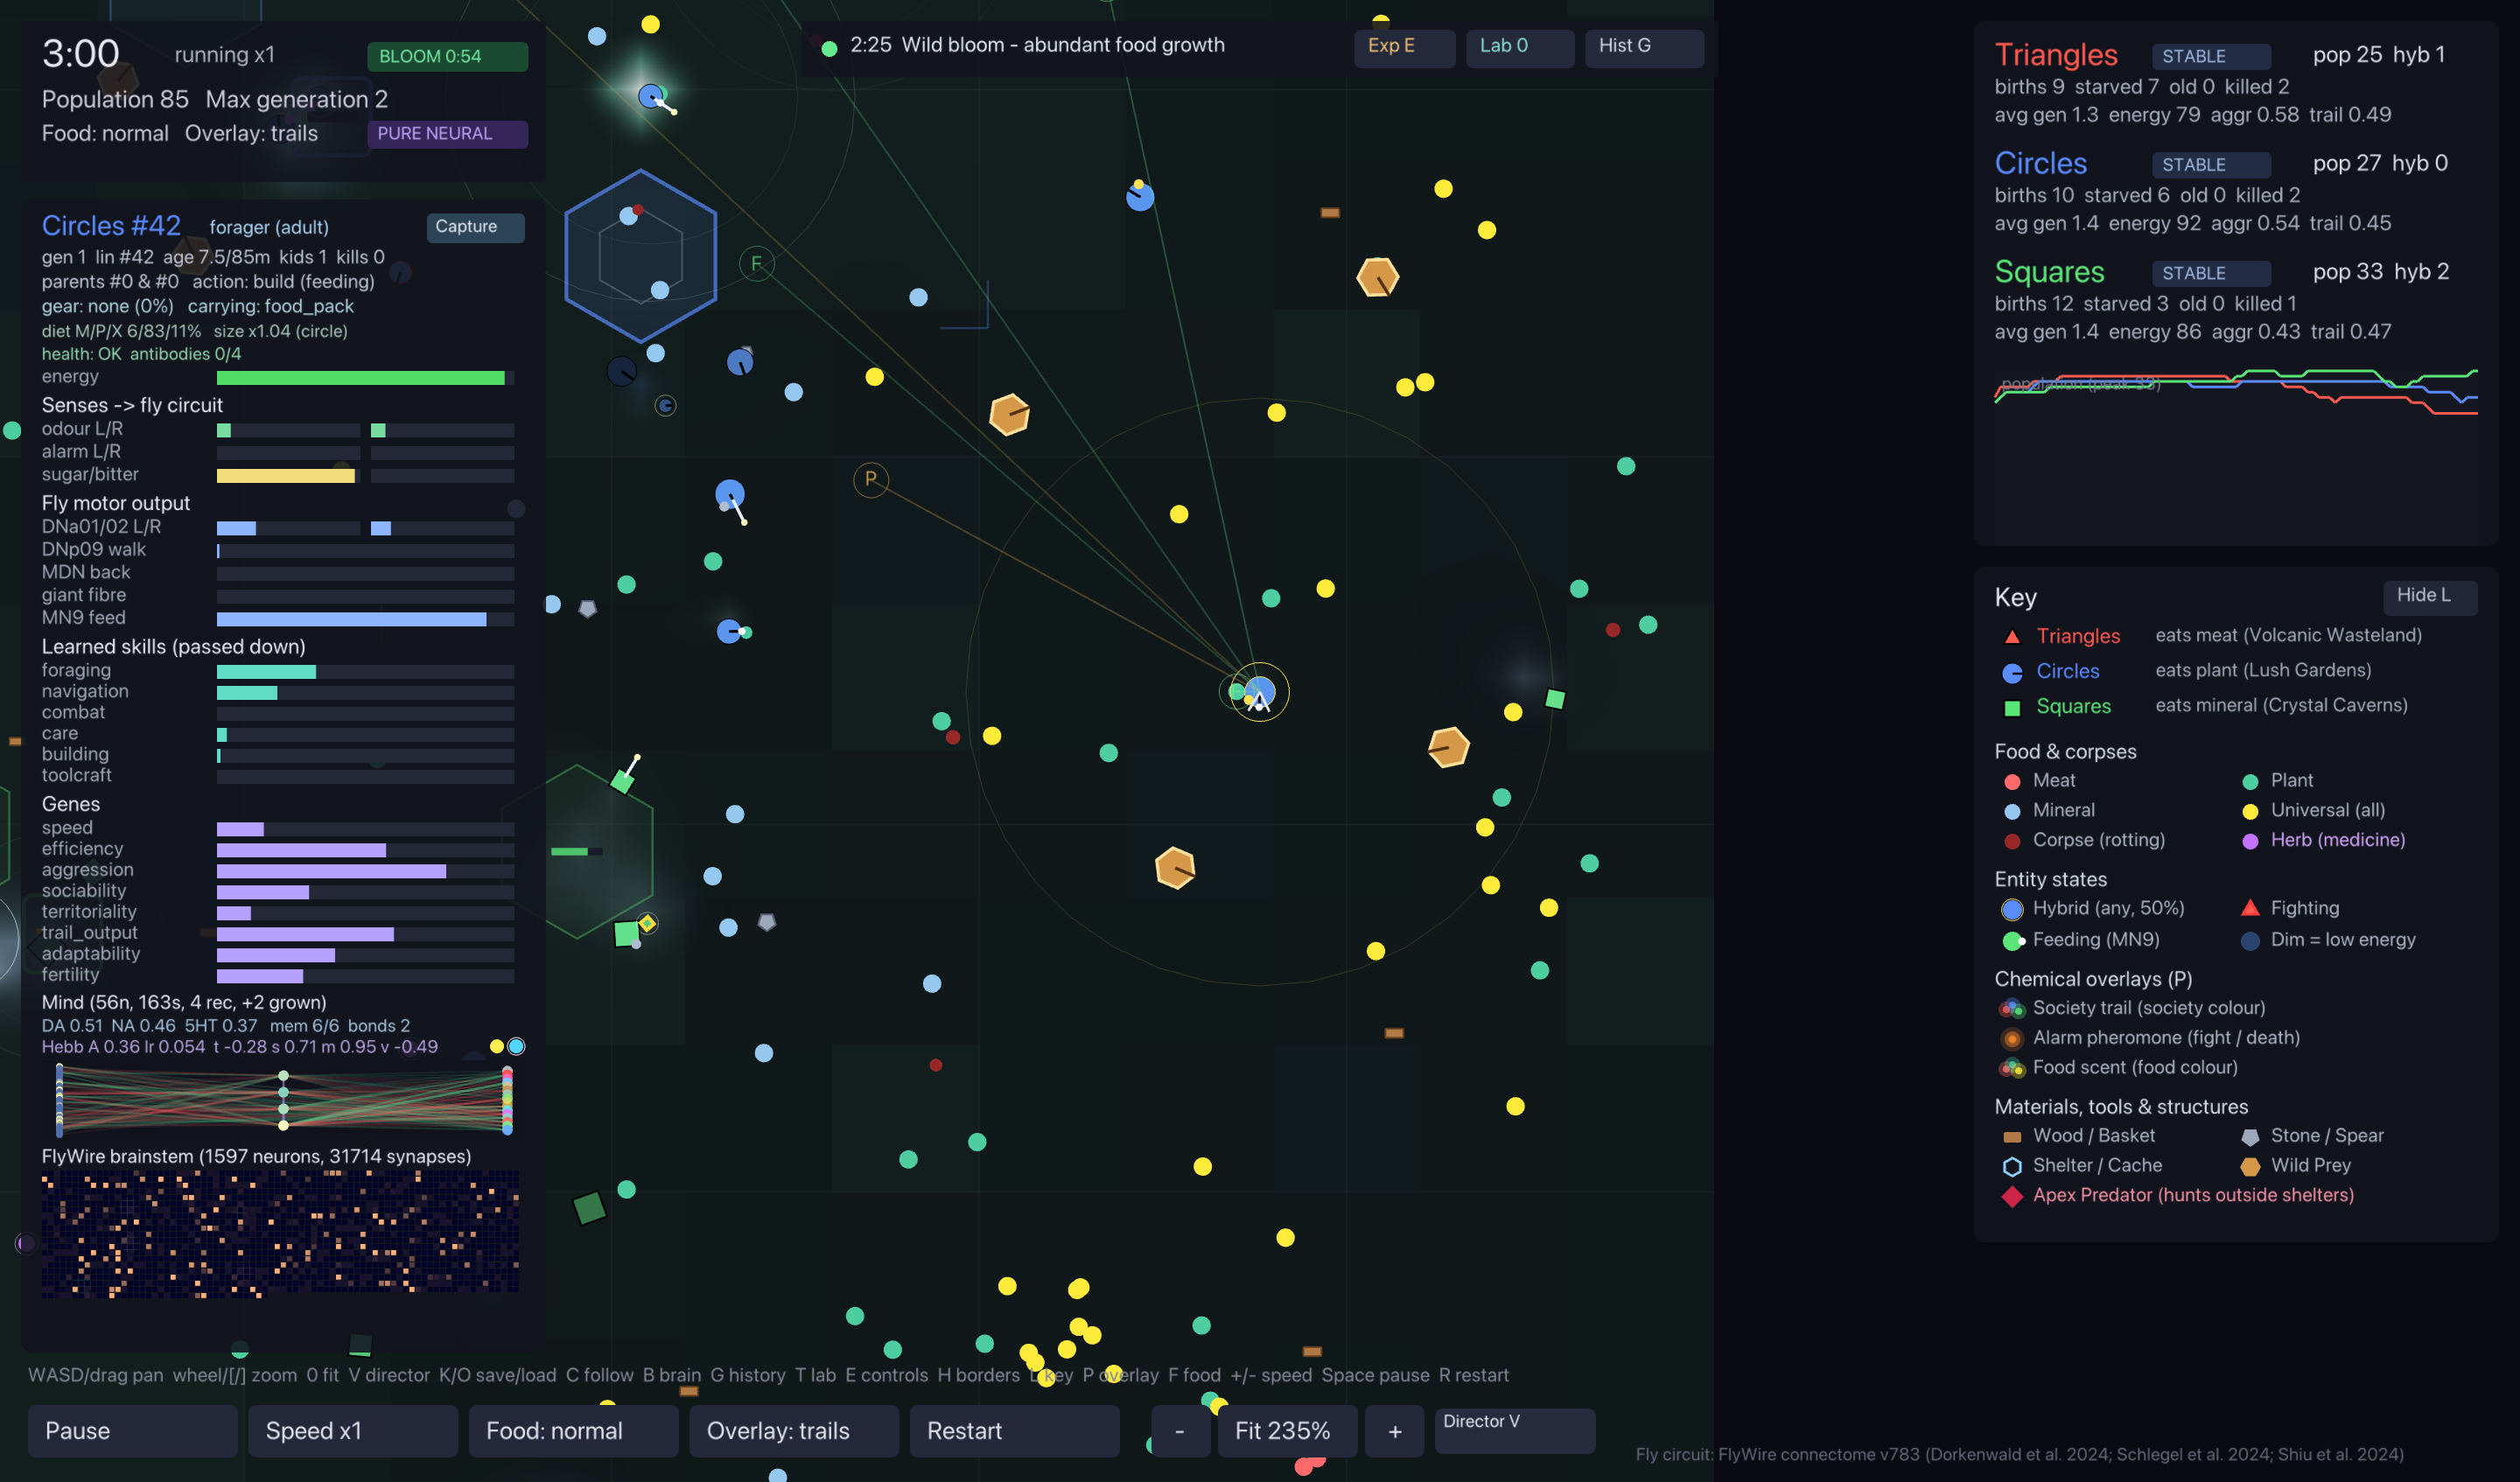 3:00 running x1 BLOOM 0:54
Population 85 Max generation 2
Food: normal Overlay: trails PURE NEURAL
2:25 Wild bloom - abundant food growth Exp E Lab 0 Hist G
Circles #42 forager (adult) Capture
gen 1 lin #42 age 7.5/85m kids 1 kills 0
parents #0 & #0 action: build (feeding)
gear: none (0%) carrying: food_pack
diet M/P/X 6/83/11% size x1.04 (circle)
health: OK antibodies 0/4
energy
Senses -> fly circuit
odour L/R
alarm L/R
sugar/bitter
Fly motor output
DNa01/02 L/R
DNp09 walk
MDN back
giant fibre
MN9 feed
Learned skills (passed down)
foraging
navigation
combat
care
building
toolcraft
Genes
speed
efficiency
aggression
sociability
territoriality
trail_output
adaptability
fertility
Mind (56n, 163s, 4 rec, +2 grown)
DA 0.51 NA 0.46 5HT 0.37 mem 6/6 bonds 2
Hebb A 0.36 lr 0.054 t -0.28 s 0.71 m 0.95 v -0.49
FlyWire brainstem (1597 neurons, 31714 synapses)
F
P
Triangles STABLE pop 25 hyb 1
births 9 starved 7 old 0 killed 2
avg gen 1.3 energy 79 aggr 0.58 trail 0.49
Circles STABLE pop 27 hyb 0
births 10 starved 6 old 0 killed 2
avg gen 1.4 energy 92 aggr 0.54 trail 0.45
Squares STABLE pop 33 hyb 2
births 12 starved 3 old 0 killed 1
avg gen 1.4 energy 86 aggr 0.43 trail 0.47
population (peak 33)
Key Hide L
Triangles eats meat (Volcanic Wasteland)
Circles eats plant (Lush Gardens)
Squares eats mineral (Crystal Caverns)
Food & corpses
Meat Plant
Mineral Universal (all)
Corpse (rotting) Herb (medicine)
Entity states
Hybrid (any, 50%) Fighting
Feeding (MN9) Dim = low energy
Chemical overlays (P)
Society trail (society colour)
Alarm pheromone (fight / death)
Food scent (food colour)
Materials, tools & structures
Wood / Basket Stone / Spear
Shelter / Cache Wild Prey
Apex Predator (hunts outside shelters)
WASD/drag pan wheel/[/] zoom 0 fit V director K/O save/load C follow B brain G history T lab E controls H borders L key P overlay F food +/- speed Space pause R restart
Pause Speed x1 Food: normal Overlay: trails Restart - Fit 235% + Director V
Fly circuit: FlyWire connectome v783 (Dorkenwald et al. 2024; Schlegel et al. 2024; Shiu et al. 2024)